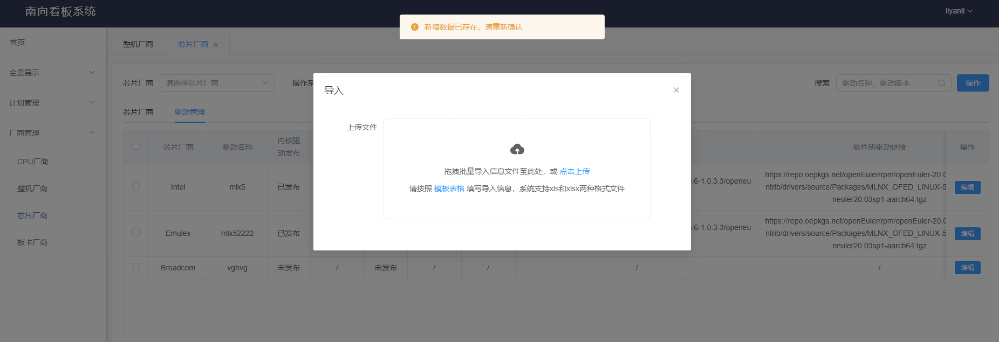 南向看板系统
liyanli
新增数据已存在，请重新确认
首页
全景展示
计划管理
厂商管理
CPU厂商
整机厂商
芯片厂商
板卡厂商
整机厂商
芯片厂商
芯片厂商
请选择芯片厂商
操作系
搜索
驱动名称、驱动版本
操作
芯片厂商
驱动管理
导入
上传文件
拖拽批量导入信息文件至此处，或 点击上传
请按照 模板表格 填写导入信息，系统支持xls和xlsx两种格式文件
芯片厂商
驱动名称
内核驱
动发布
软件所驱动链接
操作
Intel
mlx5
已发布
.6-1.0.3.3/openeu
https://repo.oepkgs.net/openEuler/rpm/openEuler-20.0
ntrib/drivers/source/Packages/MLNX_OFED_LINUX-5
neuler20.03sp1-aarch64.tgz
编辑
Emulex
mlx52222
已发布
.6-1.0.3.3/openeu
https://repo.oepkgs.net/openEuler/rpm/openEuler-20.0
ntrib/drivers/source/Packages/MLNX_OFED_LINUX-5
neuler20.03sp1-aarch64.tgz
编辑
Broadcom
vghvg
未发布
/
未发布
/
/
/
/
编辑